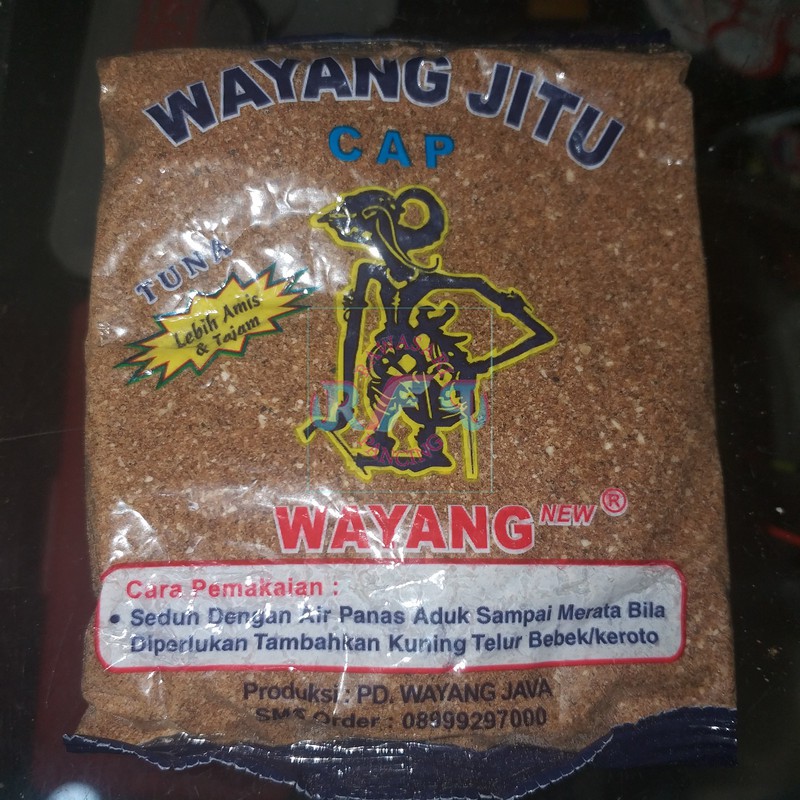 WAYANG JITU
CAP
TUNA
Lebih Amis
& Tajam
WAYANG NEW ®
Cara Pemakaian :
• Seduh Dengan Air Panas Aduk Sampai Merata Bila
Diperlukan Tambahkan Kuning Telur Bebek/keroto
Produksi : PD. WAYANG JAVA
SMS Order : 08999297000